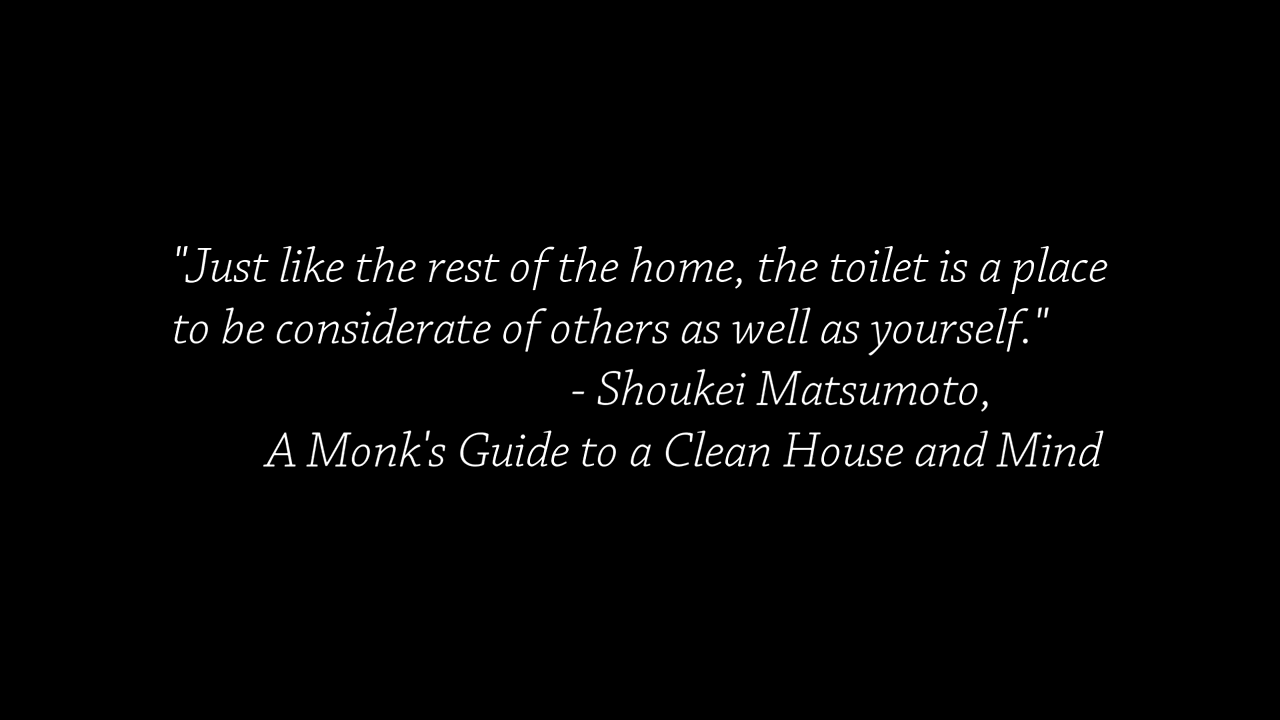 "Just like the rest of the home, the toilet is a place
to be considerate of others as well as yourself."
- Shoukei Matsumoto,
A Monk's Guide to a Clean House and Mind